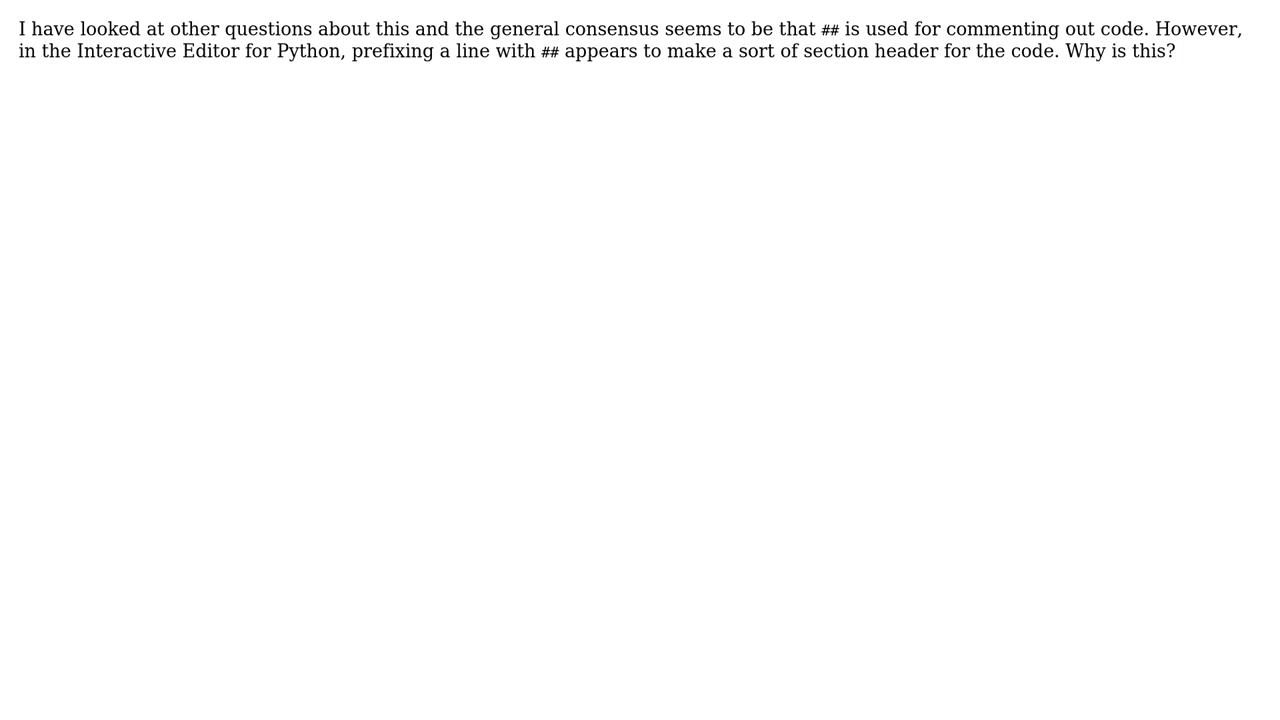 I have looked at other questions about this and the general consensus seems to be that ## is used for commenting out code. However,
in the Interactive Editor for Python, prefixing a line with ## appears to make a sort of section header for the code. Why is this?